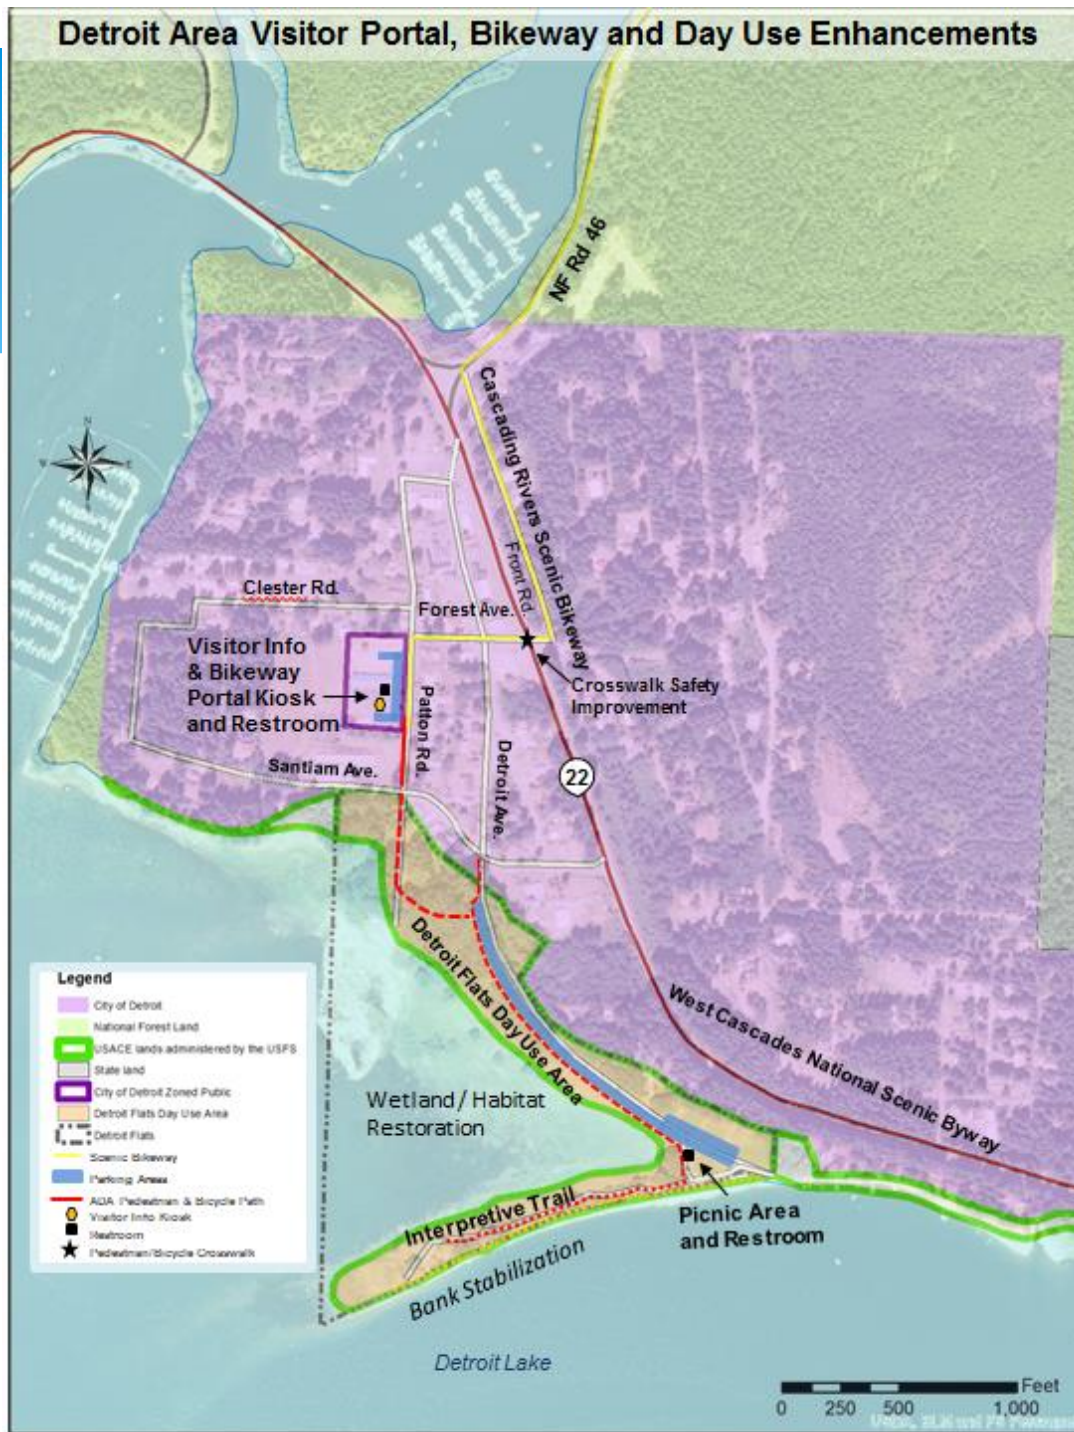 Detroit Area Visitor Portal, Bikeway and Day Use Enhancements
NF Rd 46
Cascading Rivers Scenic Bikeway
Front Rd.
Clester Rd.
Forest Ave.
Visitor Info
& Bikeway
Portal Kiosk
and Restroom
Crosswalk Safety
Improvement
Patton Rd.
Santiam Ave.
Detroit Ave.
22
N
E
Detroit Flats Day Use Area
West Cascades National Scenic Byway
Wetland / Habitat
Restoration
Interpretive Trail
Picnic Area
and Restroom
Bank Stabilization
Detroit Lake
Legend
City of Detroit
National Forest Land
USACE lands administered by the USFS
State land
City of Detroit Zoned Public
Detroit Flats Day Use Area
Detroit Flats
Scenic Bikeway
Parking Areas
ADA Pedestrian & Bicycle Path
Visitor Info Kiosk
Restroom
Pedestrian/Bicycle Crosswalk
Feet
0 250 500 1,000